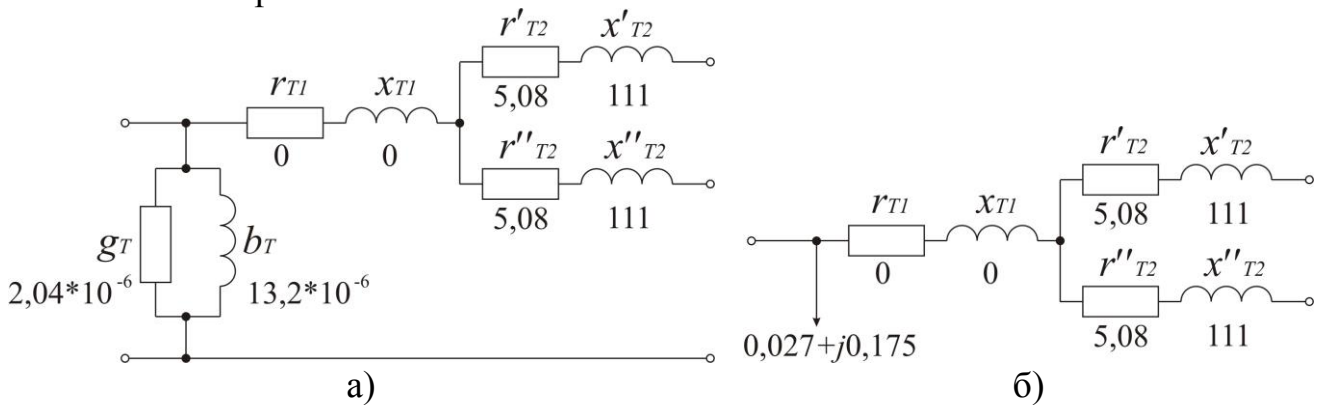 r'T2 x'T2
5,08 111
rT1 xT1
0 0
r''T2 x''T2
5,08 111
gT bT
2,04*10⁻⁶ 13,2*10⁻⁶
а)
r'T2 x'T2
5,08 111
rT1 xT1
0 0
r''T2 x''T2
5,08 111
0,027+j0,175
б)